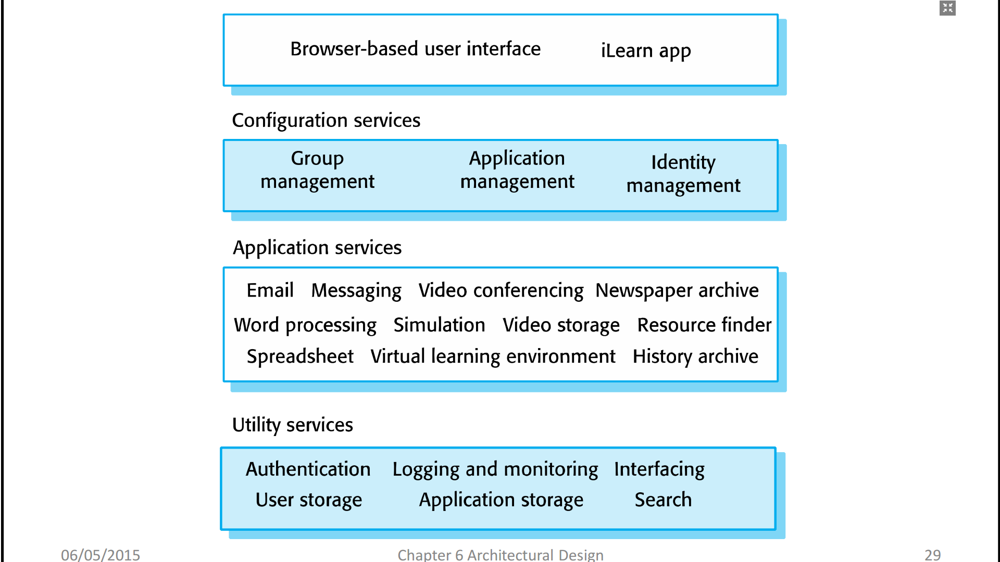 Browser-based user interface iLearn app
Configuration services
Group management
Application management
Identity management
Application services
Email Messaging Video conferencing Newspaper archive
Word processing Simulation Video storage Resource finder
Spreadsheet Virtual learning environment History archive
Utility services
Authentication Logging and monitoring Interfacing
User storage Application storage Search
06/05/2015 Chapter 6 Architectural Design 29